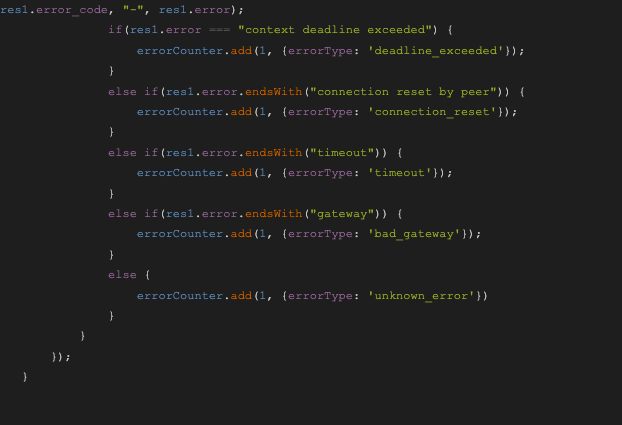 res1.error_code, "-", res1.error);
if(res1.error === "context deadline exceeded") {
errorCounter.add(1, {errorType: 'deadline_exceeded'});
}
else if(res1.error.endsWith("connection reset by peer")) {
errorCounter.add(1, {errorType: 'connection_reset'});
}
else if(res1.error.endsWith("timeout")) {
errorCounter.add(1, {errorType: 'timeout'});
}
else if(res1.error.endsWith("gateway")) {
errorCounter.add(1, {errorType: 'bad_gateway'});
}
else {
errorCounter.add(1, {errorType: 'unknown_error'})
}
}
});
}